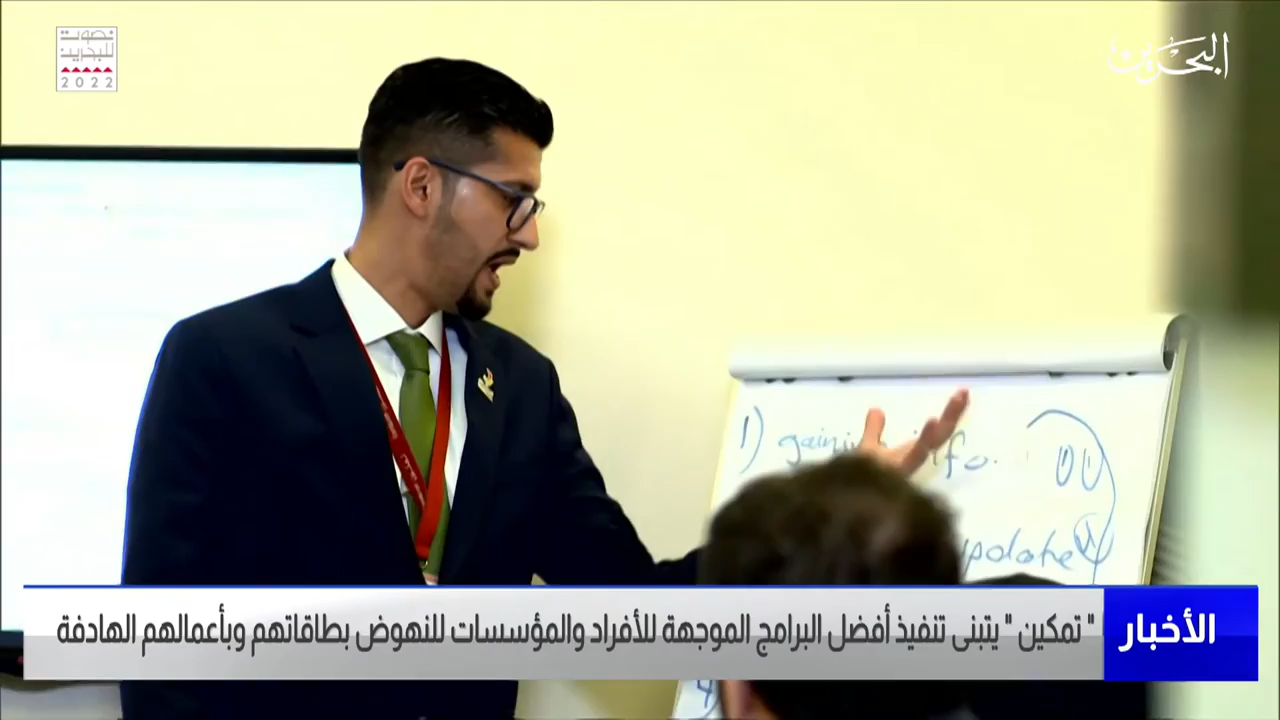 نصوت
للبحرين
2022
البحرين
1) gaining info.
update
الأخبار
" تمكين " يتبنى تنفيذ أفضل البرامج الموجهة للأفراد والمؤسسات للنهوض بطاقاتهم وبأعمالهم الهادفة